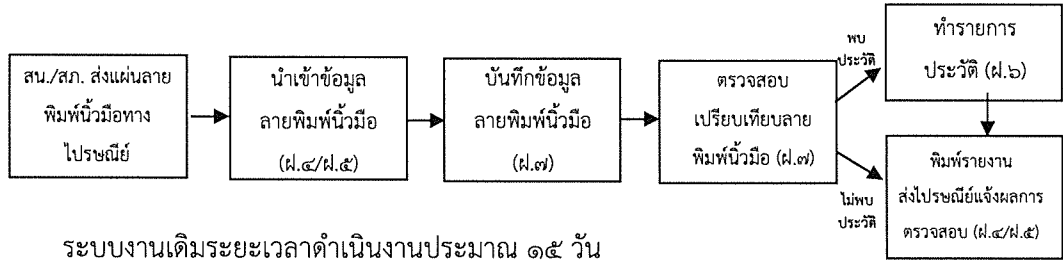 สน./สภ. ส่งแผ่นลาย
พิมพ์นิ้วมือทาง
ไปรษณีย์
นำเข้าข้อมูล
ลายพิมพ์นิ้วมือ
(ฝ.๔/ฝ.๕)
บันทึกข้อมูล
ลายพิมพ์นิ้วมือ
(ฝ.๗)
ตรวจสอบ
เปรียบเทียบลาย
พิมพ์นิ้วมือ (ฝ.๗)
พบ
ประวัติ
ทำรายการ
ประวัติ (ฝ.๖)
ไม่พบ
ประวัติ
พิมพ์รายงาน
ส่งไปรษณีย์แจ้งผลการ
ตรวจสอบ (ฝ.๔/ฝ.๕)
ระบบงานเดิมระยะเวลาดำเนินงานประมาณ ๑๕ วัน